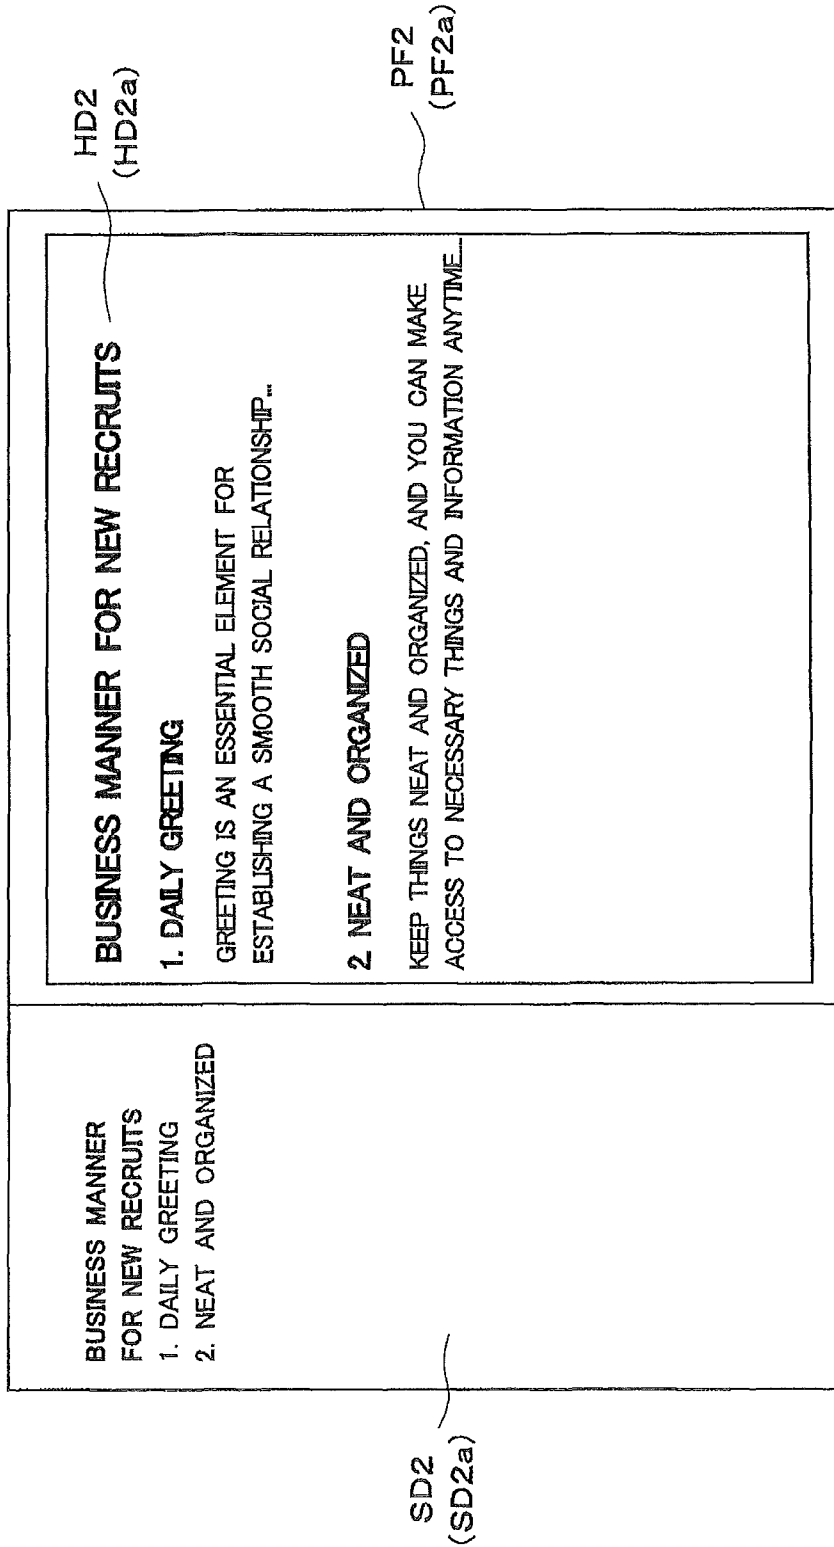 HD2
(HD2a)
PF2
(PF2a)
BUSINESS MANNER
FOR NEW RECRUITS
1. DAILY GREETING
2. NEAT AND ORGANIZED
BUSINESS MANNER FOR NEW RECRUITS
1. DAILY GREETING
GREETING IS AN ESSENTIAL ELEMENT FOR
ESTABLISHING A SMOOTH SOCIAL RELATIONSHIP...
2. NEAT AND ORGANIZED
KEEP THINGS NEAT AND ORGANIZED, AND YOU CAN MAKE
ACCESS TO NECESSARY THINGS AND INFORMATION ANYTIME...
SD2
(SD2a)